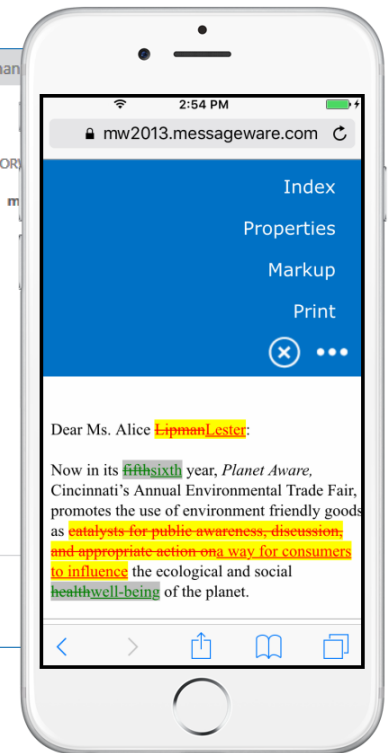 2:54 PM
mw2013.messageware.com
Index
Properties
Markup
Print
Dear Ms. Alice LipmanLester:
Now in its fifthsixth year, Planet Aware,
Cincinnati's Annual Environmental Trade Fair,
promotes the use of environment friendly goods
as catalysts for public awareness, discussion,
and appropriate action ona way for consumers
to influence the ecological and social
healthwell-being of the planet.